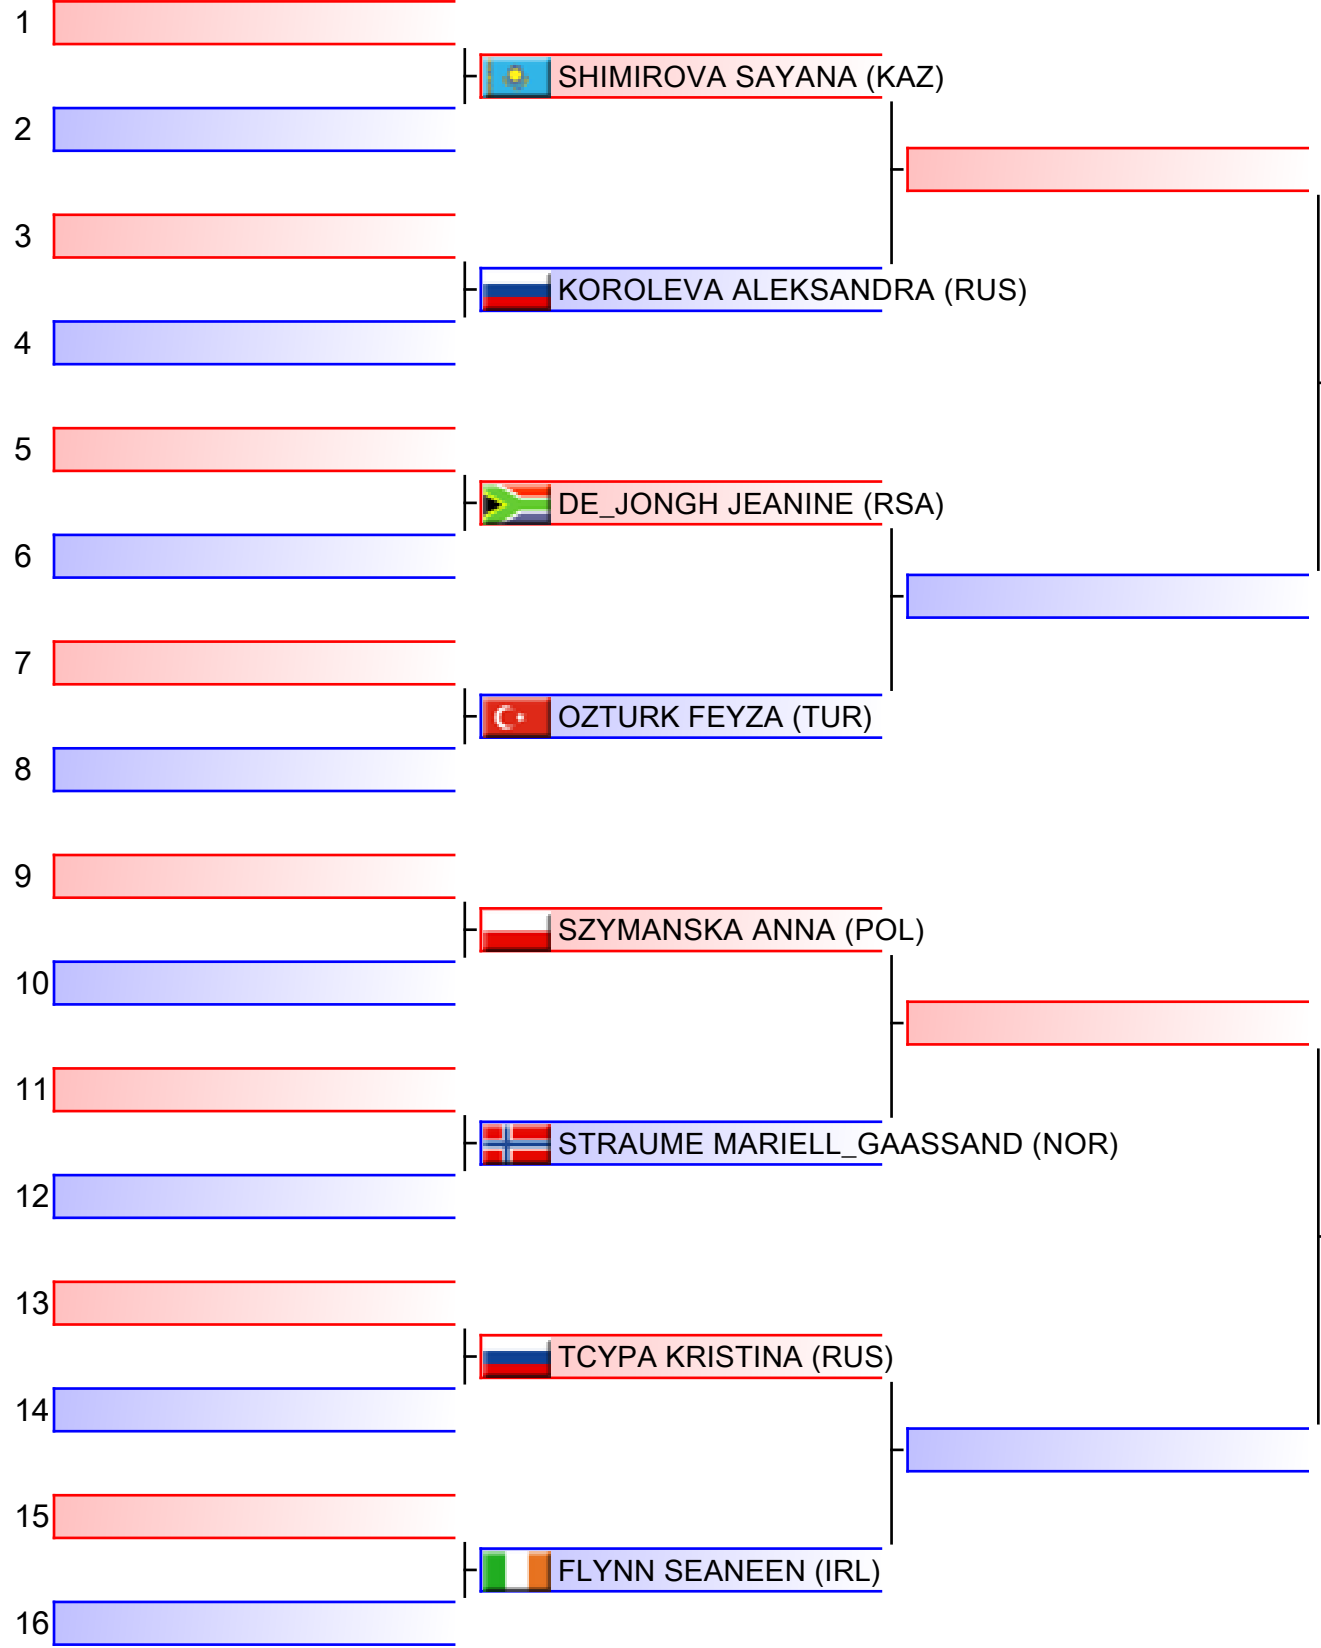 1
SHIMIROVA SAYANA (KAZ)
2
3
KOROLEVA ALEKSANDRA (RUS)
4
5
DE_JONGH JEANINE (RSA)
6
7
OZTURK FEYZA (TUR)
8
9
SZYMANSKA ANNA (POL)
10
11
STRAUME MARIELL_GAASSAND (NOR)
12
13
TCYPA KRISTINA (RUS)
14
15
FLYNN SEANEEN (IRL)
16